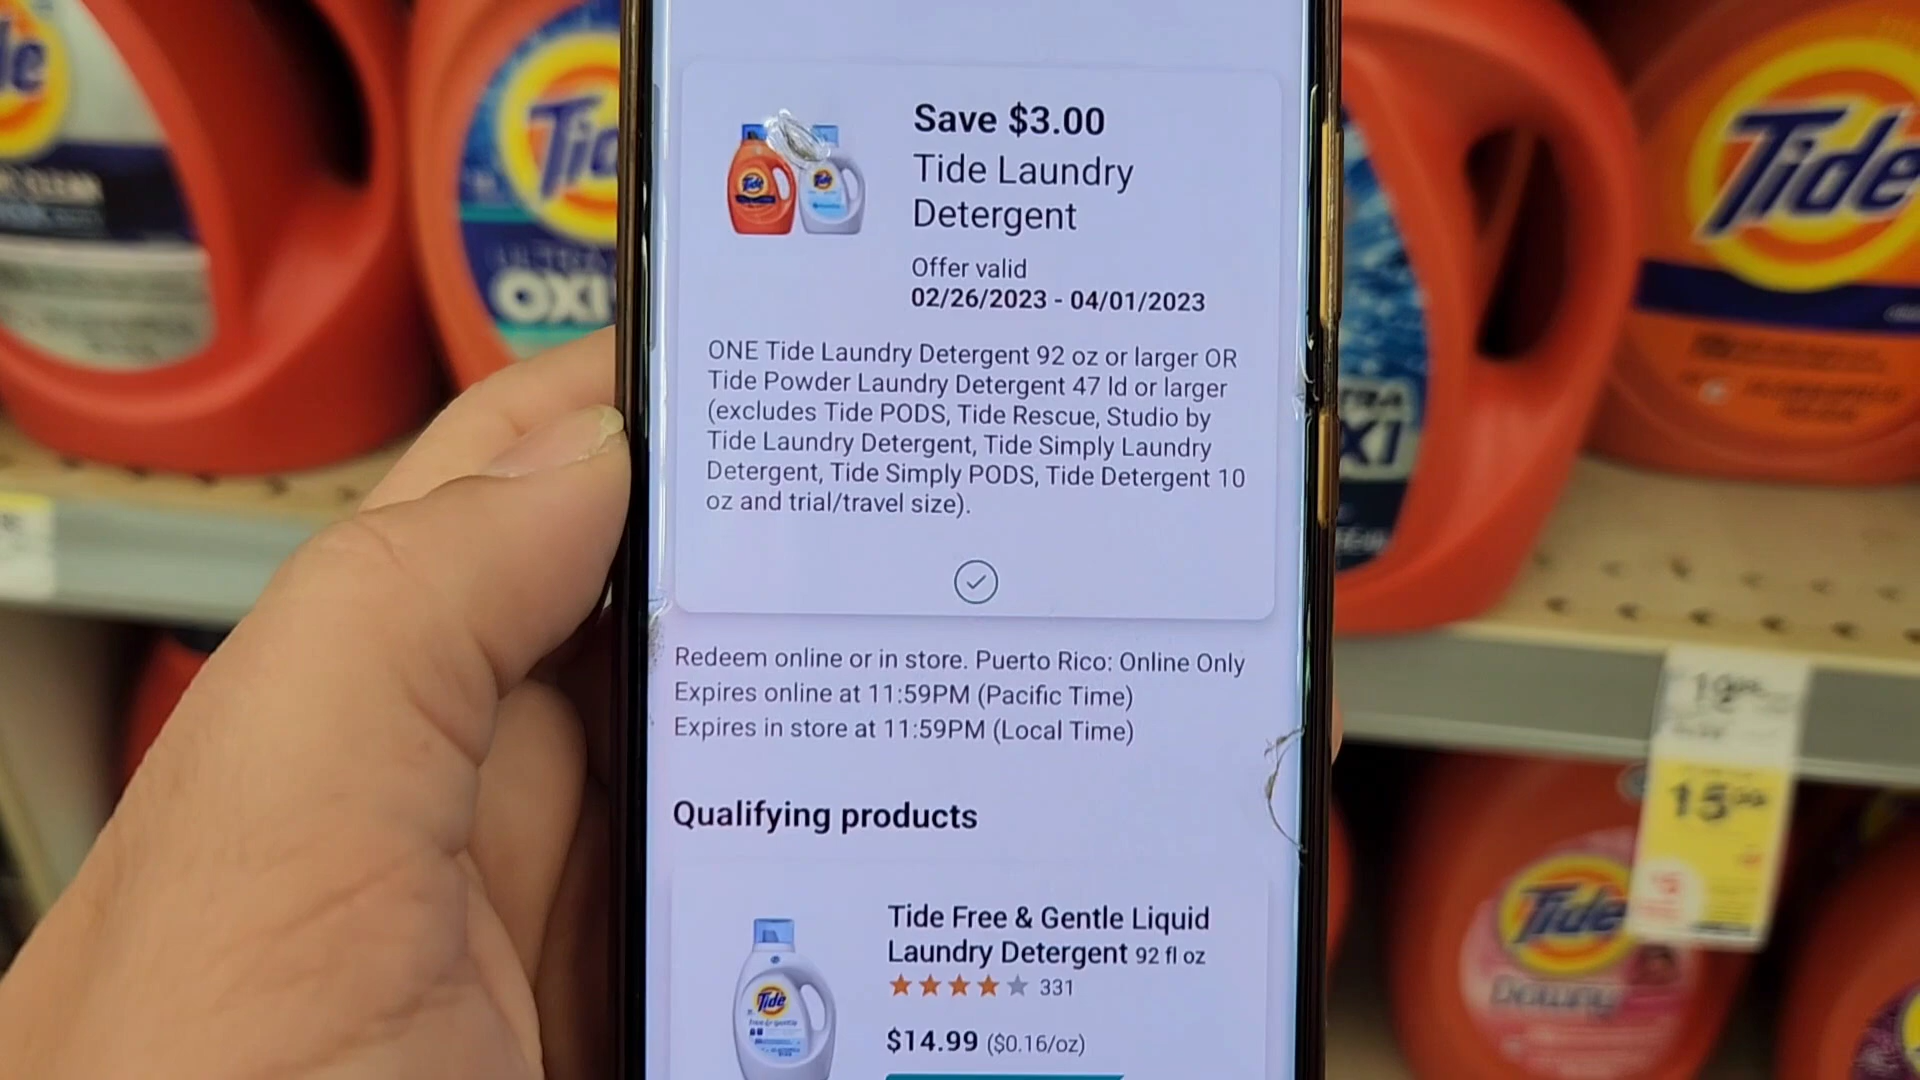 Save $3.00
Tide Laundry
Detergent
Offer valid
02/26/2023 - 04/01/2023
ONE Tide Laundry Detergent 92 oz or larger OR
Tide Powder Laundry Detergent 47 ld or larger
(excludes Tide PODS, Tide Rescue, Studio by
Tide Laundry Detergent, Tide Simply Laundry
Detergent, Tide Simply PODS, Tide Detergent 10
oz and trial/travel size).
Redeem online or in store. Puerto Rico: Online Only
Expires online at 11:59PM (Pacific Time)
Expires in store at 11:59PM (Local Time)
Qualifying products
Tide Free & Gentle Liquid
Laundry Detergent 92 fl oz
331
$14.99 ($0.16/oz)
Tide
Tide
Tide
Tide
ULTRA
OXI
Tide
Tide
Downy